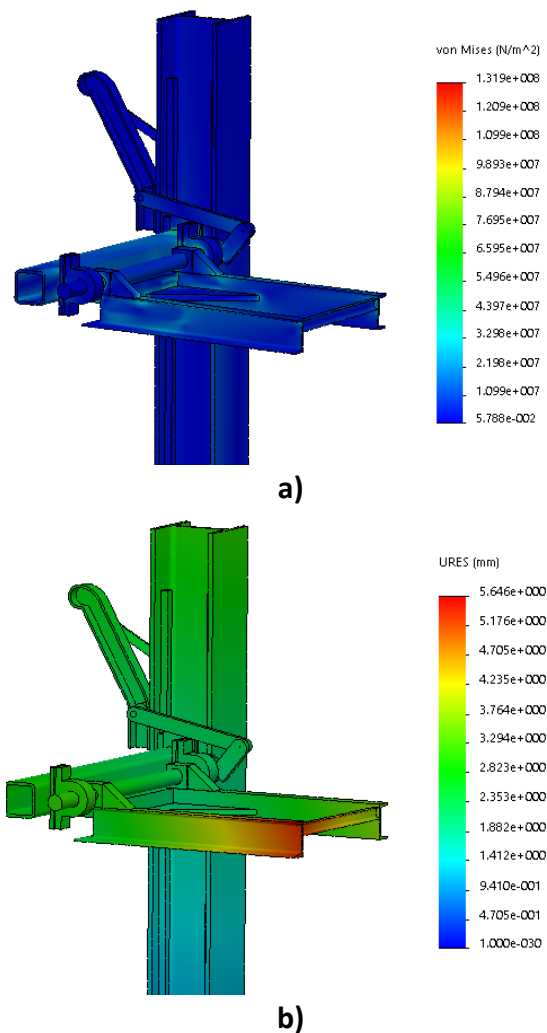 von Mises (N/m^2)
1.319e+008
1.209e+008
1.099e+008
9.893e+007
8.794e+007
7.695e+007
6.595e+007
5.496e+007
4.397e+007
3.298e+007
2.198e+007
1.099e+007
5.788e-002
a)
URES (mm)
5.646e+000
5.176e+000
4.705e+000
4.235e+000
3.764e+000
3.294e+000
2.823e+000
2.353e+000
1.882e+000
1.412e+000
9.410e-001
4.705e-001
1.000e-030
b)